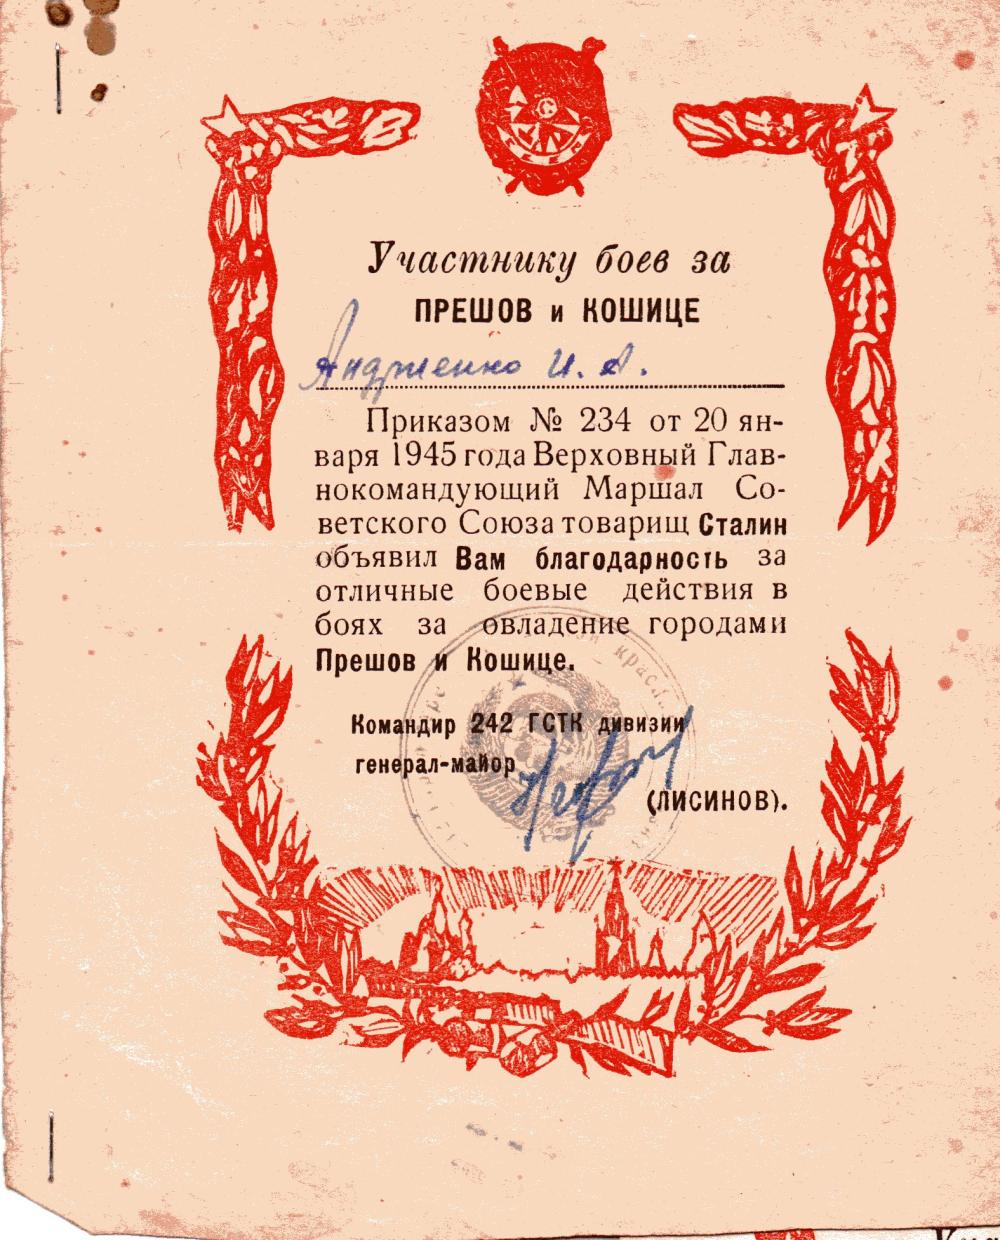 Участнику боев за
ПРЕШОВ и КОШИЦЕ
Андриенко И. А.
Приказом № 234 от 20 ян-
варя 1945 года Верховный Глав-
нокомандующий Маршал Со-
ветского Союза товарищ Сталин
объявил Вам благодарность за
отличные боевые действия в
боях за овладение городами
Прешов и Кошице.
Командир 242 ГСТК дивизии
генерал-майор
(ЛИСИНОВ).